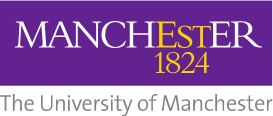 MANCHEsTER
1824
The University of Manchester